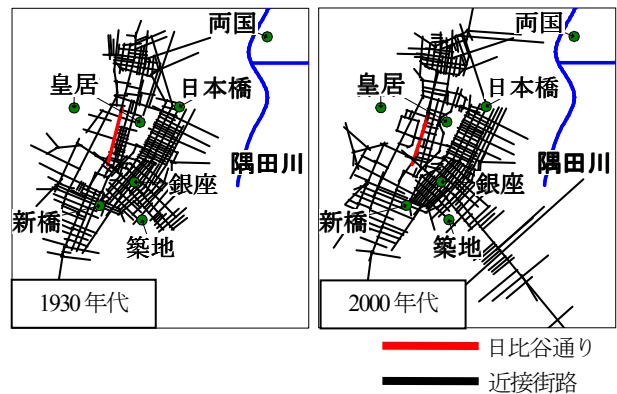 両国
皇居
日本橋
隅田川
銀座
新橋
築地
1930年代
両国
皇居
日本橋
隅田川
銀座
新橋
築地
2000年代
日比谷通り
近接街路